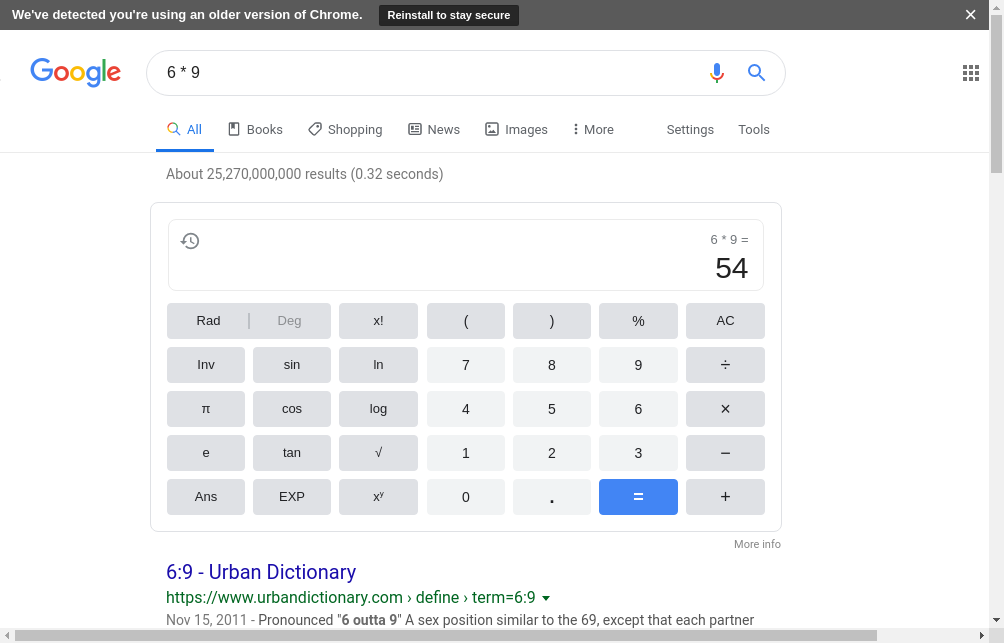 We've detected you're using an older version of Chrome. Reinstall to stay secure ×
Google 6 * 9
All Books Shopping News Images More Settings Tools
About 25,270,000,000 results (0.32 seconds)
6 * 9 =
54
Rad | Deg x! ( ) % AC
Inv sin ln 7 8 9 ÷
π cos log 4 5 6 ×
e tan √ 1 2 3 −
Ans EXP xʸ 0 . = +
More info
6:9 - Urban Dictionary
https://www.urbandictionary.com › define › term=6:9
Nov 15, 2011 - Pronounced "6 outta 9" A sex position similar to the 69, except that each partner